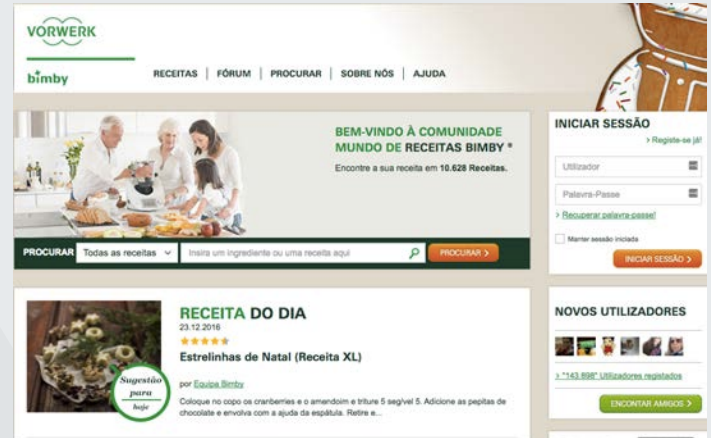 VORWERK
bimby
RECEITAS | FÓRUM | PROCURAR | SOBRE NÓS | AJUDA
BEM-VINDO À COMUNIDADE
MUNDO DE RECEITAS BIMBY ®
Encontre a sua receita em 10.628 Receitas.
PROCURAR Todas as receitas Insira um ingrediente ou uma receita aqui PROCURAR >
INICIAR SESSÃO
> Registe-se já!
Utilizador
Palavra-Passe
> Recuperar palavra-passe!
Manter sessão iniciada
INICIAR SESSÃO >
RECEITA DO DIA
23.12.2016
Estrelinhas de Natal (Receita XL)
por Equipa Bimby
Coloque no copo os cranberries e o amendoim e triture 5 seg/vel 5. Adicione as pepitas de
chocolate e envolva com a ajuda da espátula. Retire e...
Sugestão
para
hoje
NOVOS UTILIZADORES
> "143.898" Utilizadores registados
ENCONTAR AMIGOS >